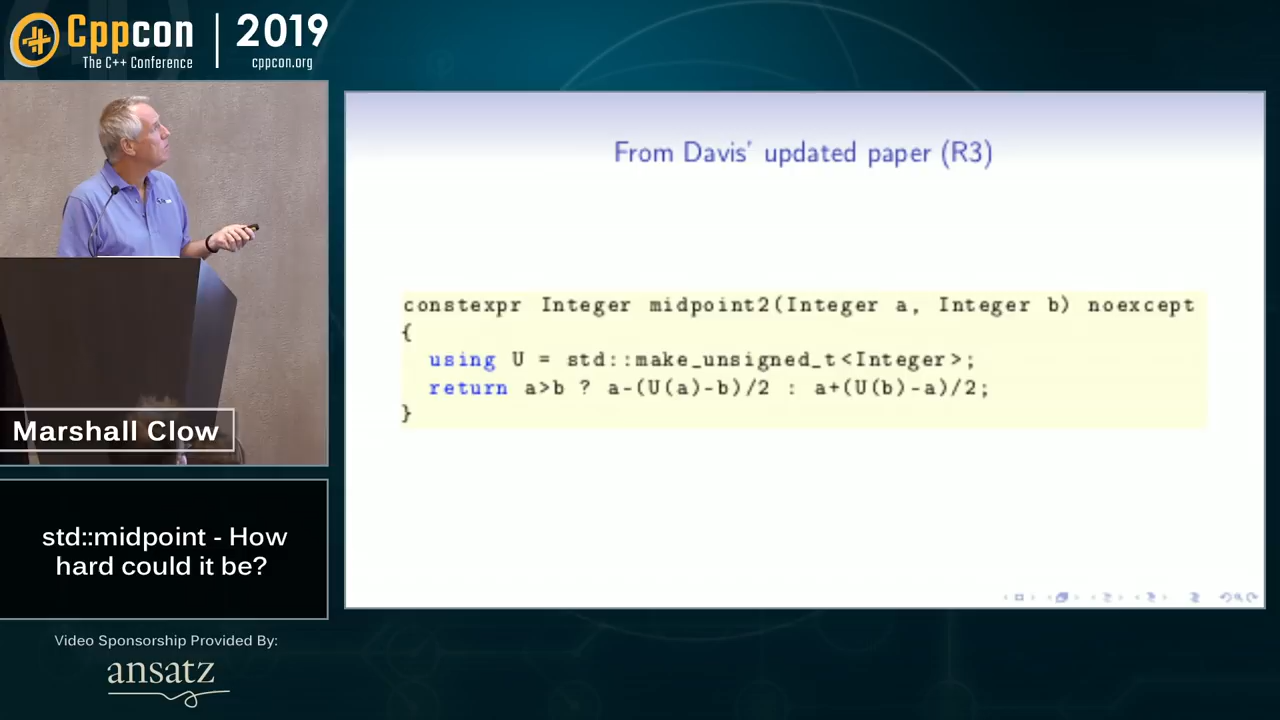 Cppcon
The C++ Conference
2019
cppcon.org
From Davis' updated paper (R3)
constexpr Integer midpoint2(Integer a, Integer b) noexcept
{
using U = std::make_unsigned_t<Integer>;
return a>b ? a-(U(a)-b)/2 : a+(U(b)-a)/2;
}
Marshall Clow
std::midpoint - How
hard could it be?
Video Sponsorship Provided By:
ansatz